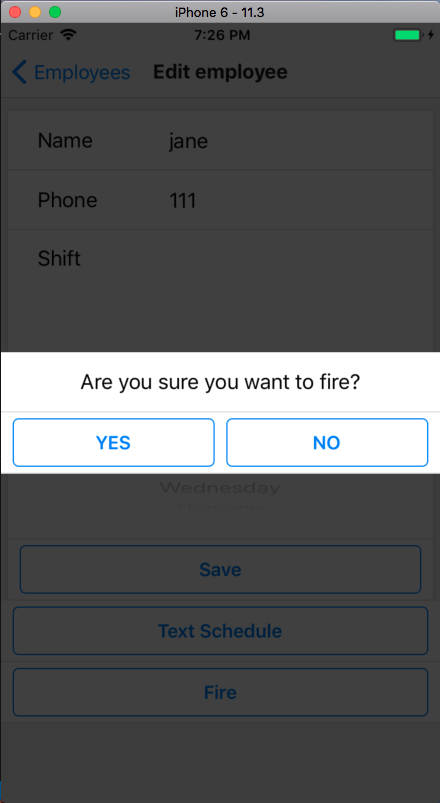 iPhone 6 - 11.3
Carrier 7:26 PM
Employees Edit employee
Name jane
Phone 111
Shift
Are you sure you want to fire?
YES NO
Wednesday
Save
Text Schedule
Fire